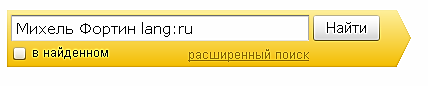 Михель Фортин lang:ru Найти
в найденном расширенный поиск